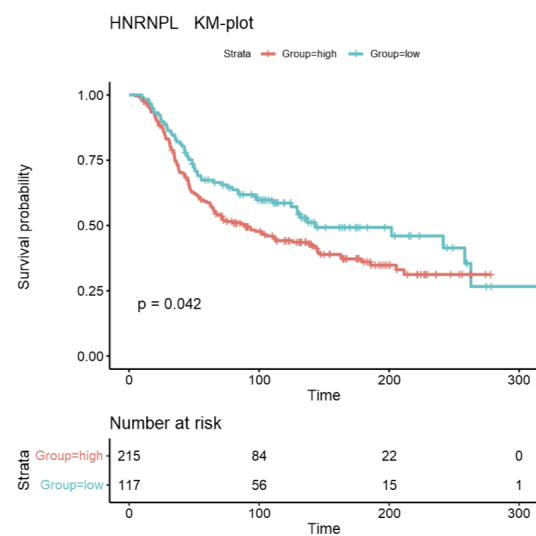 HNRNPL KM-plot
Strata Group=high Group=low
Survival probability
1.00
0.75
0.50
0.25
0.00
p = 0.042
0 100 200 300
Time
Number at risk
Strata
Group=high 215 84 22 0
Group=low 117 56 15 1
0 100 200 300
Time